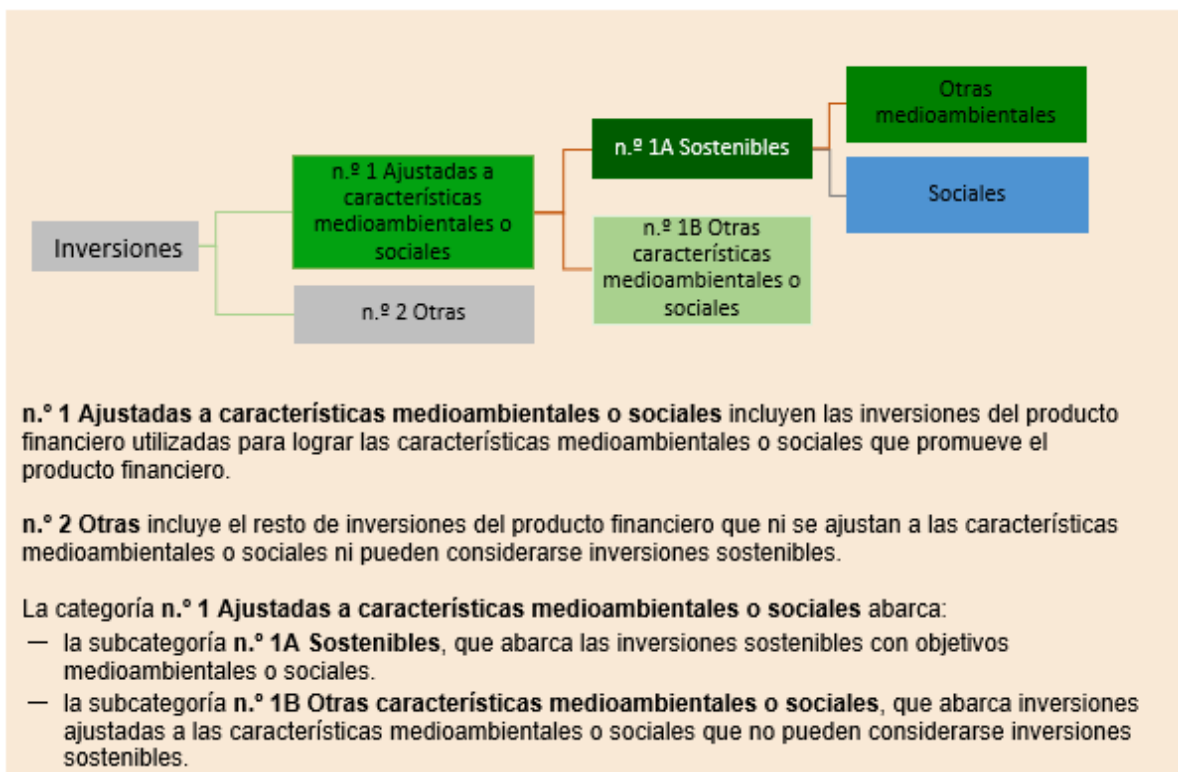 Inversiones
n.º 1 Ajustadas a
características
medioambientales o
sociales
n.º 2 Otras
n.º 1A Sostenibles
n.º 1B Otras
características
medioambientales o
sociales
Otras
medioambientales
Sociales
n.º 1 Ajustadas a características medioambientales o sociales incluyen las inversiones del producto
financiero utilizadas para lograr las características medioambientales o sociales que promueve el
producto financiero.
n.º 2 Otras incluye el resto de inversiones del producto financiero que ni se ajustan a las características
medioambientales o sociales ni pueden considerarse inversiones sostenibles.
La categoría n.º 1 Ajustadas a características medioambientales o sociales abarca:
— la subcategoría n.º 1A Sostenibles, que abarca las inversiones sostenibles con objetivos
medioambientales o sociales.
— la subcategoría n.º 1B Otras características medioambientales o sociales, que abarca inversiones
ajustadas a las características medioambientales o sociales que no pueden considerarse inversiones
sostenibles.